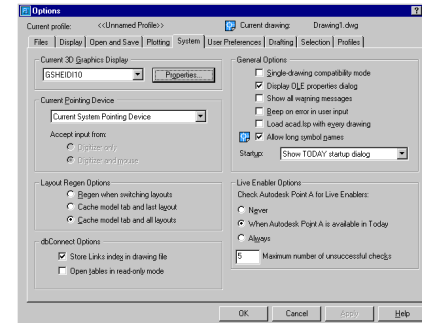 Options
Current profile: <<Unnamed Profile>> Current drawing: Drawing1.dwg
Files Display Open and Save Plotting System User Preferences Drafting Selection Profiles
Current 3D Graphics Display
GSHEIDI10 Properties...
Current Pointing Device
Current System Pointing Device
Accept input from:
Digitizer only
Digitizer and mouse
Layout Regen Options
Regen when switching layouts
Cache model tab and last layout
Cache model tab and all layouts
dbConnect Options
Store Links index in drawing file
Open tables in read-only mode
General Options
Single-drawing compatibility mode
Display OLE properties dialog
Show all warning messages
Beep on error in user input
Load acad.lsp with every drawing
Allow long symbol names
Startup: Show TODAY startup dialog
Live Enabler Options
Check Autodesk Point A for Live Enablers:
Never
When Autodesk Point A is available in Today
Always
5 Maximum number of unsuccessful checks
OK Cancel Apply Help